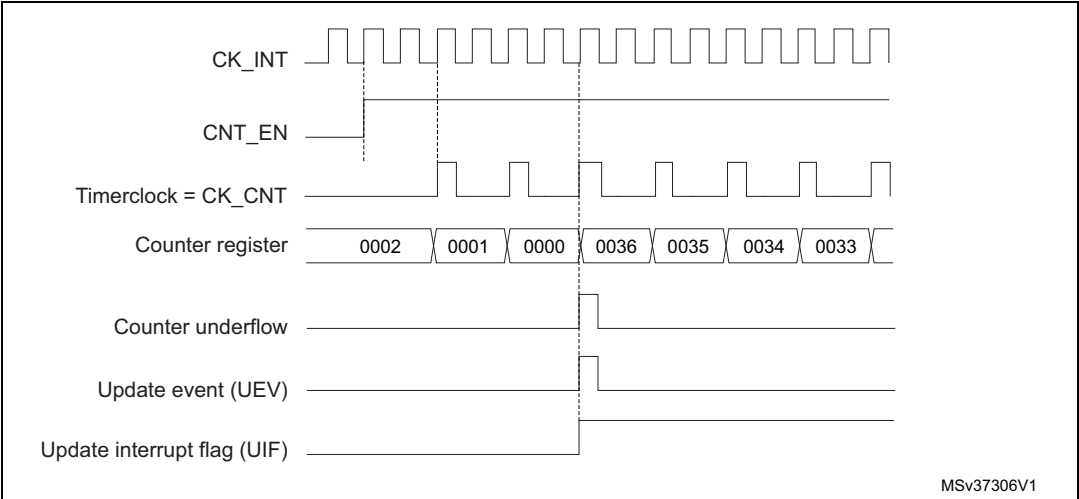 CK_INT
CNT_EN
Timerclock = CK_CNT
Counter register 0002 0001 0000 0036 0035 0034 0033
Counter underflow
Update event (UEV)
Update interrupt flag (UIF)
MSv37306V1